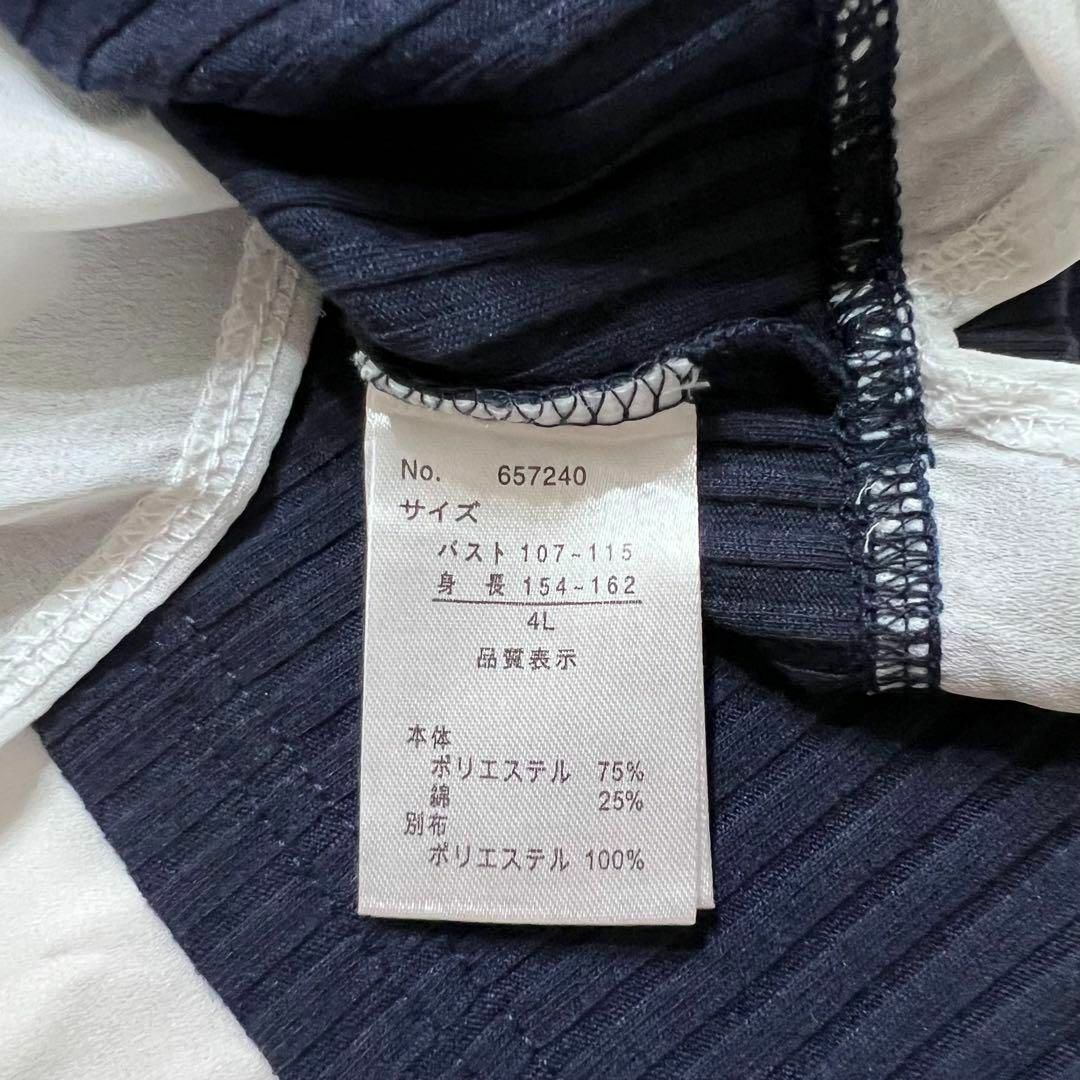 No. 657240
サイズ
バスト 107~115
身長 154~162
4L
品質表示
本体
ポリエステル 75%
綿 25%
別布
ポリエステル 100%